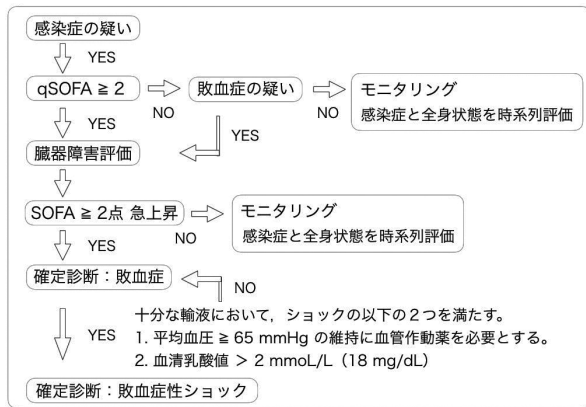 感染症の疑い
YES
qSOFA ≧ 2
NO
敗血症の疑い
NO
モニタリング
感染症と全身状態を時系列評価
YES
YES
臓器障害評価
SOFA ≧ 2点 急上昇
NO
モニタリング
感染症と全身状態を時系列評価
YES
確定診断：敗血症
NO
YES
十分な輸液において，ショックの以下の2つを満たす。
1. 平均血圧 ≧ 65 mmHg の維持に血管作動薬を必要とする。
2. 血清乳酸値 ＞ 2 mmoL/L（18 mg/dL）
確定診断：敗血症性ショック